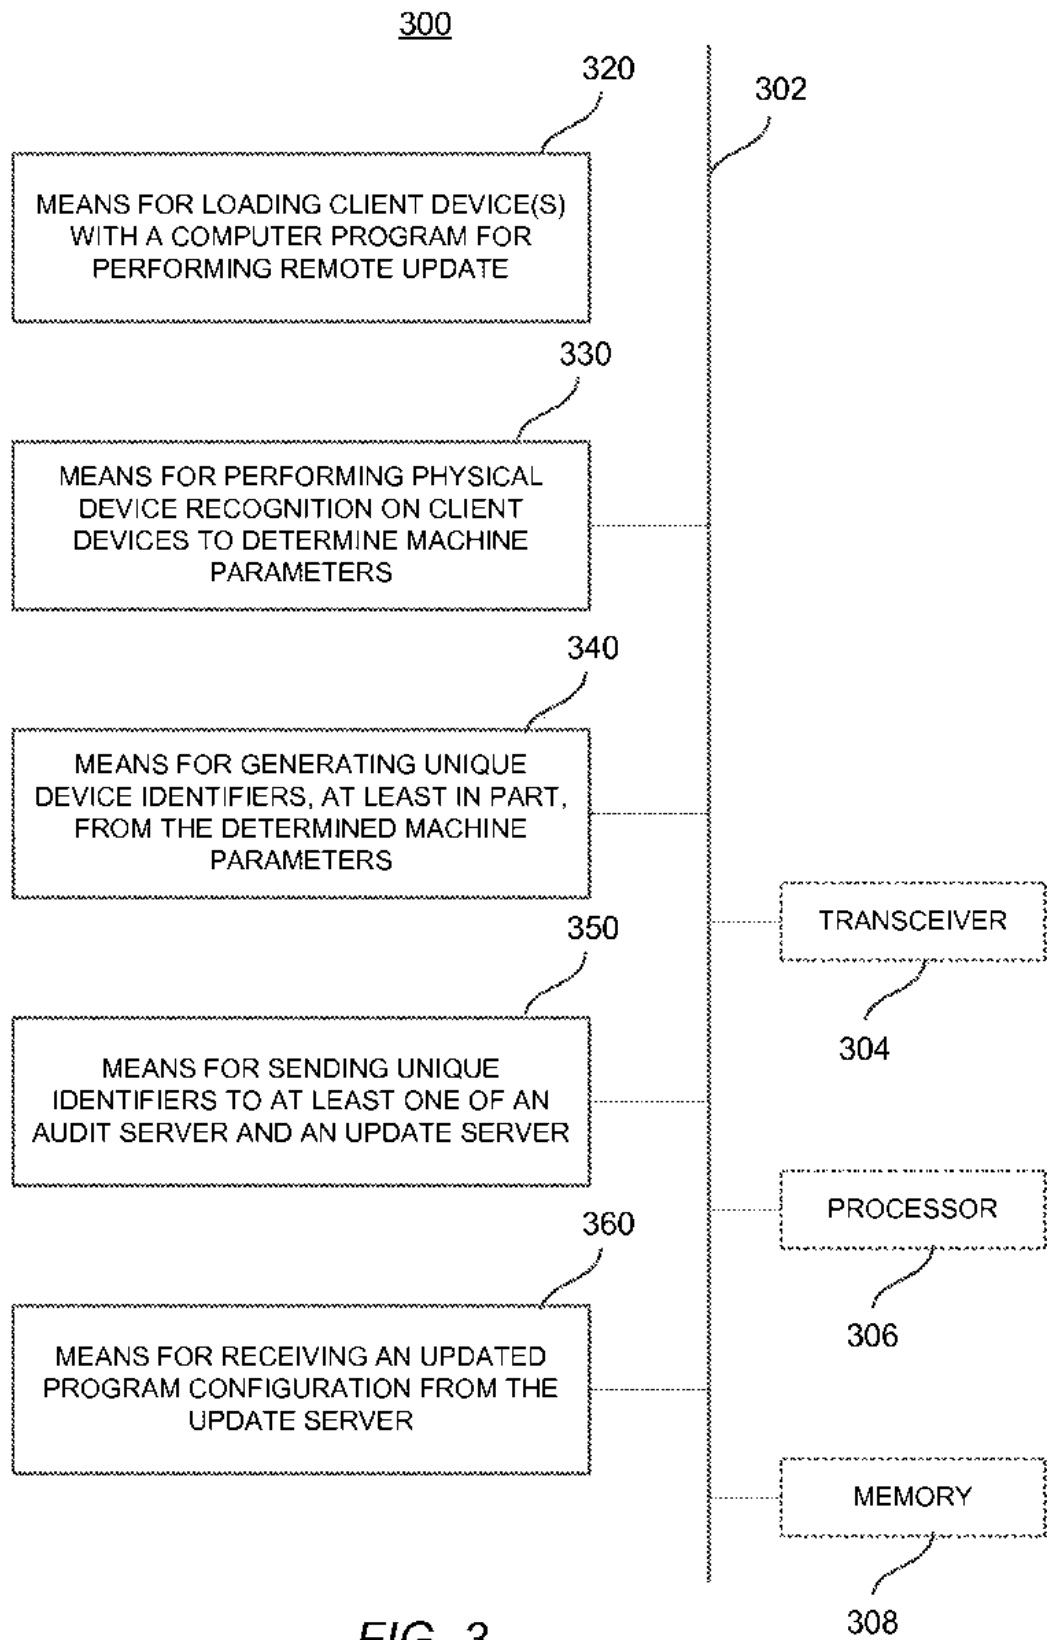 300
320
302
MEANS FOR LOADING CLIENT DEVICE(S)
WITH A COMPUTER PROGRAM FOR
PERFORMING REMOTE UPDATE
330
MEANS FOR PERFORMING PHYSICAL
DEVICE RECOGNITION ON CLIENT
DEVICES TO DETERMINE MACHINE
PARAMETERS
340
MEANS FOR GENERATING UNIQUE
DEVICE IDENTIFIERS, AT LEAST IN PART,
FROM THE DETERMINED MACHINE
PARAMETERS
TRANSCEIVER
304
350
MEANS FOR SENDING UNIQUE
IDENTIFIERS TO AT LEAST ONE OF AN
AUDIT SERVER AND AN UPDATE SERVER
PROCESSOR
306
360
MEANS FOR RECEIVING AN UPDATED
PROGRAM CONFIGURATION FROM THE
UPDATE SERVER
MEMORY
308
FIG. 3